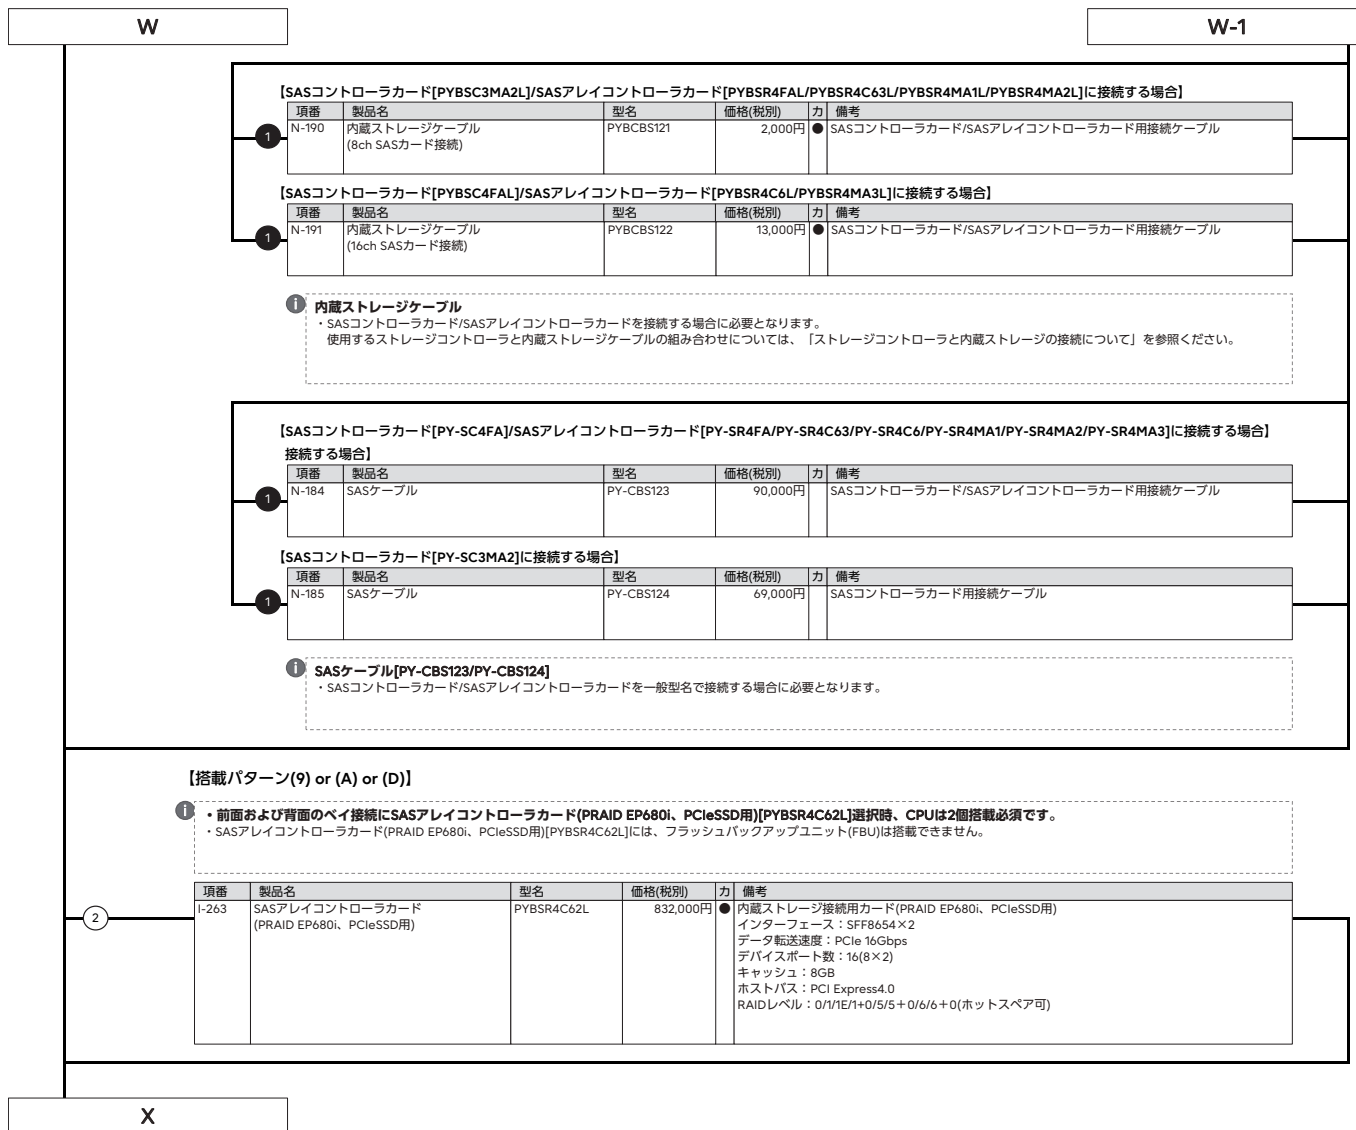 W
W-1
【SASコントローラカード[PYBSC3MA2L]/SASアレイコントローラカード[PYBSR4FAL/PYBSR4C63L/PYBSR4MA1L/PYBSR4MA2L]に接続する場合】
項番 製品名 型名 価格(税別) カ 備考
1 N-190 内蔵ストレージケーブル PYBCBS121 2,000円 ● SASコントローラカード/SASアレイコントローラカード用接続ケーブル
(8ch SASカード接続)
【SASコントローラカード[PYBSC4FAL]/SASアレイコントローラカード[PYBSR4C6L/PYBSR4MA3L]に接続する場合】
項番 製品名 型名 価格(税別) カ 備考
1 N-191 内蔵ストレージケーブル PYBCBS122 13,000円 ● SASコントローラカード/SASアレイコントローラカード用接続ケーブル
(16ch SASカード接続)
i 内蔵ストレージケーブル
・SASコントローラカード/SASアレイコントローラカードを接続する場合に必要となります。
使用するストレージコントローラと内蔵ストレージケーブルの組み合わせについては、「ストレージコントローラと内蔵ストレージの接続について」を参照ください。
【SASコントローラカード[PY-SC4FA]/SASアレイコントローラカード[PY-SR4FA/PY-SR4C63/PY-SR4C6/PY-SR4MA1/PY-SR4MA2/PY-SR4MA3]に接続する場合】
接続する場合】
項番 製品名 型名 価格(税別) カ 備考
1 N-184 SASケーブル PY-CBS123 90,000円 SASコントローラカード/SASアレイコントローラカード用接続ケーブル
【SASコントローラカード[PY-SC3MA2]に接続する場合】
項番 製品名 型名 価格(税別) カ 備考
1 N-185 SASケーブル PY-CBS124 69,000円 SASコントローラカード用接続ケーブル
i SASケーブル[PY-CBS123/PY-CBS124]
・SASコントローラカード/SASアレイコントローラカードを一般型名で接続する場合に必要となります。
【搭載パターン(9) or (A) or (D)】
i ・前面および背面のベイ接続にSASアレイコントローラカード(PRAID EP680i、PCIeSSD用)[PYBSR4C62L]選択時、CPUは2個搭載必須です。
・SASアレイコントローラカード(PRAID EP680i、PCIeSSD用)[PYBSR4C62L]には、フラッシュバックアップユニット(FBU)は搭載できません。
項番 製品名 型名 価格(税別) カ 備考
2 I-263 SASアレイコントローラカード PYBSR4C62L 832,000円 ● 内蔵ストレージ接続用カード(PRAID EP680i、PCIeSSD用)
(PRAID EP680i、PCIeSSD用) インターフェース：SFF8654×2
データ転送速度：PCIe 16Gbps
デバイスポート数：16(8×2)
キャッシュ：8GB
ホストバス：PCI Express4.0
RAIDレベル：0/1/1E/1+0/5/5+0/6/6+0(ホットスペア可)
X